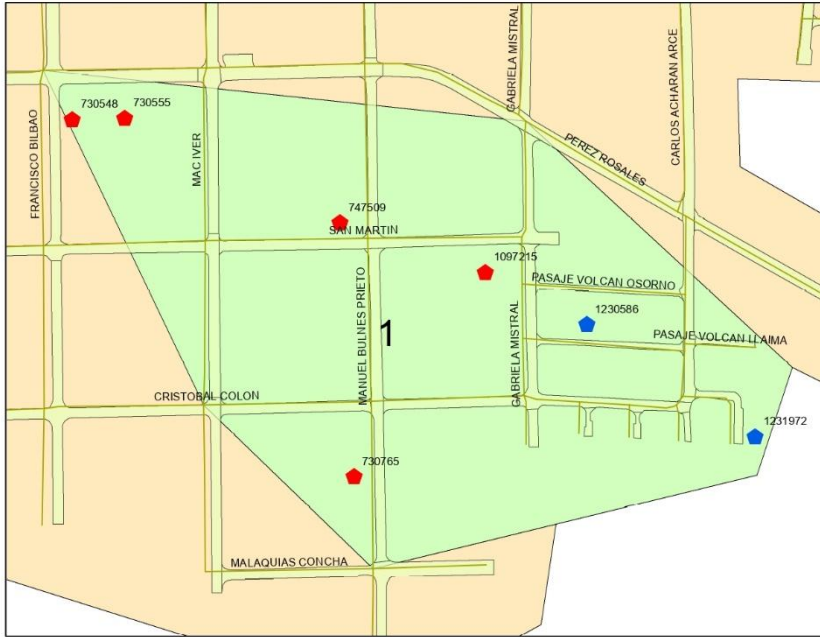 GABRIELA MISTRAL
CARLOS ACHARAN ARCE
730548
730555
FRANCISCO BILBAO
MAC IVER
PEREZ ROSALES
747509
SAN MARTIN
1097215
PASAJE VOLCAN OSORNO
1230586
MANUEL BULNES PRIETO
1
PASAJE VOLCAN LLAIMA
GABRIELA MISTRAL
CRISTOBAL COLON
1231972
730765
MALAQUIAS CONCHA